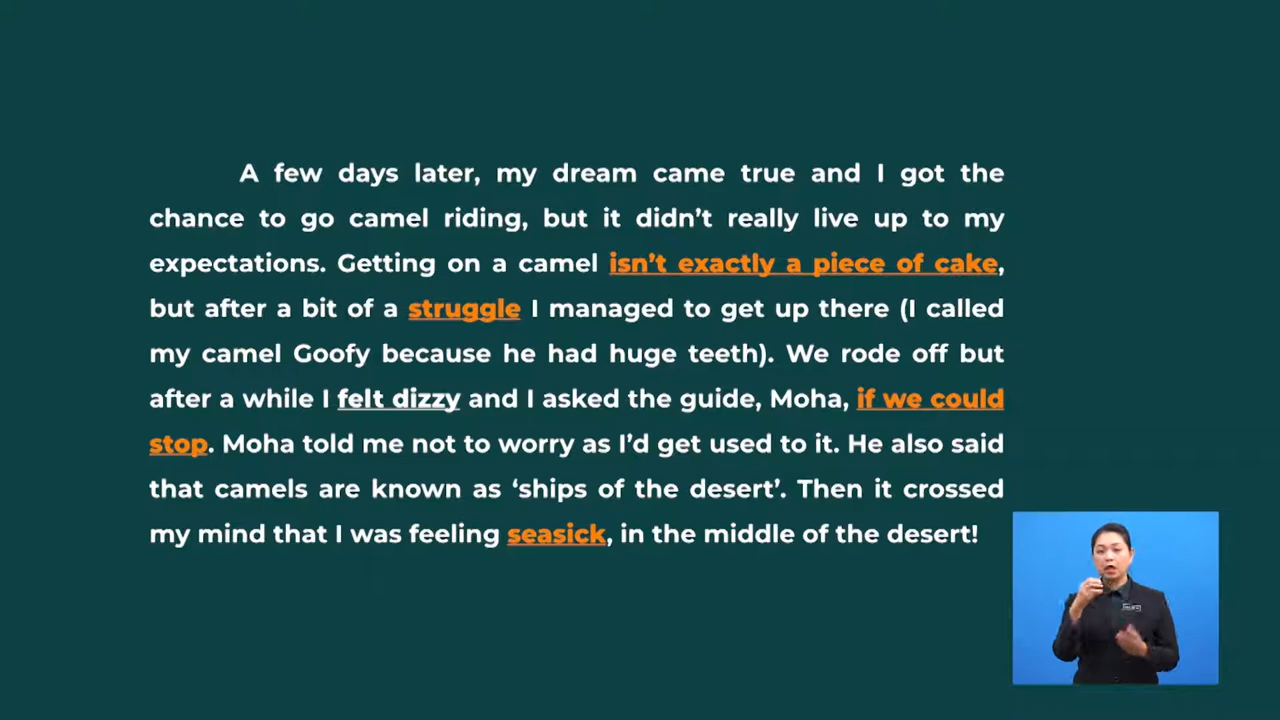 A few days later, my dream came true and I got the
chance to go camel riding, but it didn’t really live up to my
expectations. Getting on a camel isn’t exactly a piece of cake,
but after a bit of a struggle I managed to get up there (I called
my camel Goofy because he had huge teeth). We rode off but
after a while I felt dizzy and I asked the guide, Moha, if we could
stop. Moha told me not to worry as I’d get used to it. He also said
that camels are known as ‘ships of the desert’. Then it crossed
my mind that I was feeling seasick, in the middle of the desert!